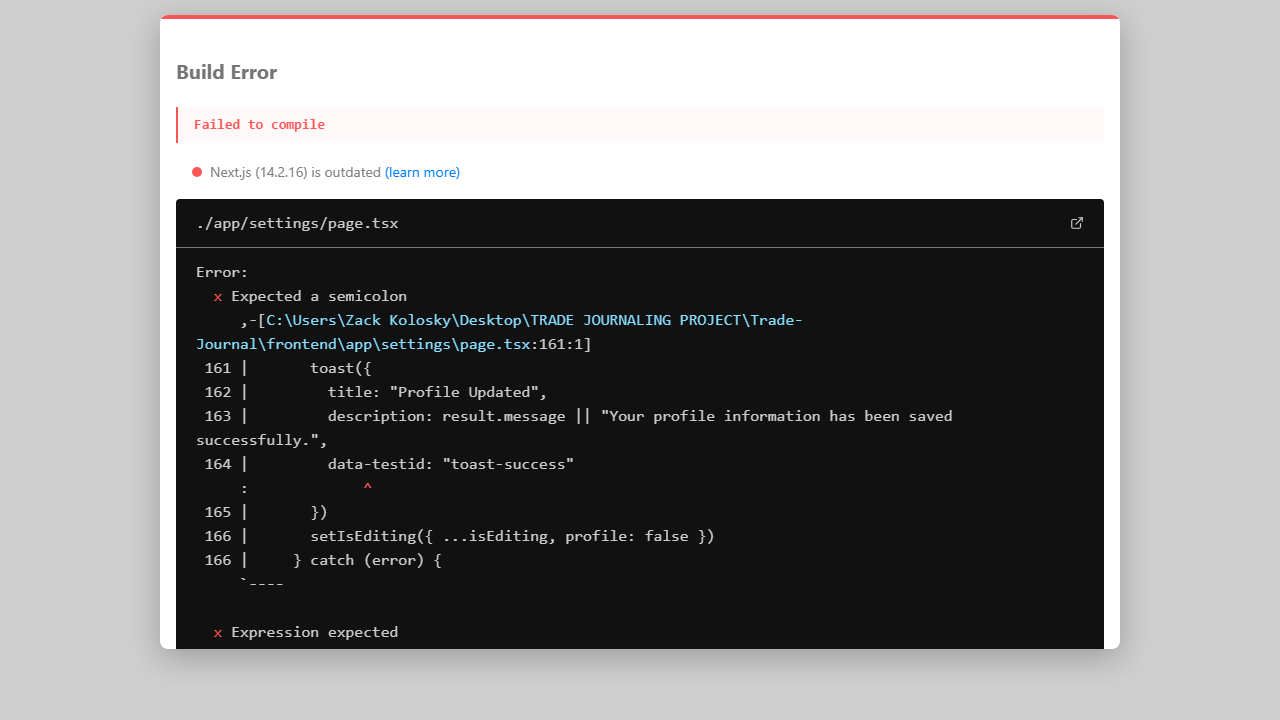 Build Error
Failed to compile
Next.js (14.2.16) is outdated (learn more)
./app/settings/page.tsx
Error:
x Expected a semicolon
,-[C:\Users\Zack Kolosky\Desktop\TRADE JOURNALING PROJECT\Trade-
Journal\frontend\app\settings\page.tsx:161:1]
161 |       toast({
162 |         title: "Profile Updated",
163 |         description: result.message || "Your profile information has been saved
successfully.",
164 |         data-testid: "toast-success"
:             ^
165 |       })
166 |       setIsEditing({ ...isEditing, profile: false })
166 |     } catch (error) {
`----
x Expression expected